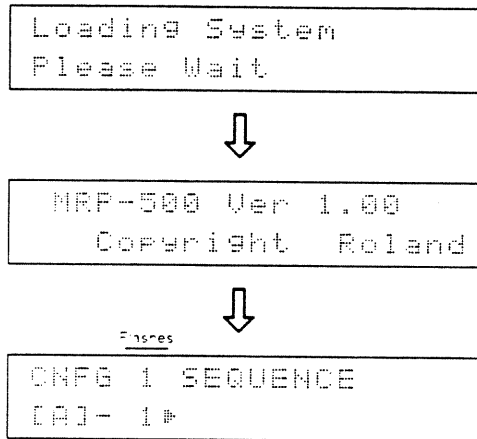 Loading System
Please Wait
MRP-500 Ver 1.00
Copyright Roland
Flashes
CNFG 1 SEQUENCE
[A]- 1▶